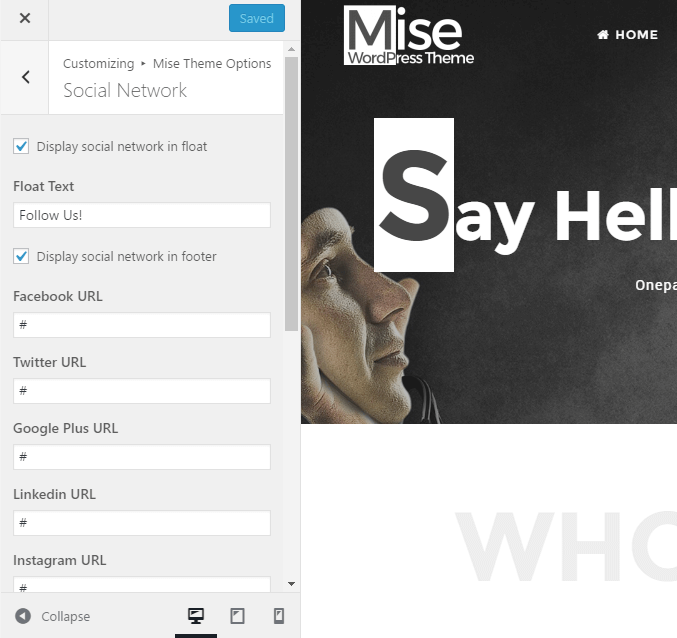 Saved
Customizing ▸ Mise Theme Options
Social Network
Display social network in float
Float Text
Follow Us!
Display social network in footer
Facebook URL
#
Twitter URL
#
Google Plus URL
#
Linkedin URL
#
Instagram URL
#
Collapse
Mise
WordPress Theme
HOME
Say Hell
Onepa
WHO